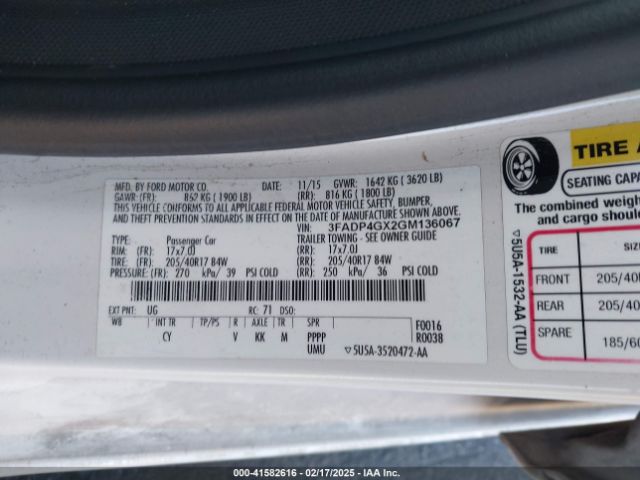 MFD. BY FORD MOTOR CO. DATE: 11/15 GVWR: 1642 KG ( 3620 LB)
GAWR: (FR): 862 KG ( 1900 LB) (RR): 816 KG ( 1800 LB)
THIS VEHICLE CONFORMS TO ALL APPLICABLE FEDERAL MOTOR VEHICLE SAFETY, BUMPER,
AND THEFT PREVENTION STANDARDS IN EFFECT ON THE DATE OF MANUFACTURE SHOWN ABOVE.
VIN: 3FADP4GX2GM136067
TYPE: Passenger Car TRAILER TOWING - SEE OWNER GUIDE
RIM: (FR): 17x7.0J (RR): 17x7.0J
TIRE: (FR): 205/40R17 84W (RR): 205/40R17 84W
PRESSURE: (FR): 270 kPa/ 39 PSI COLD (RR): 250 kPa/ 36 PSI COLD
EXT PNT: UG RC: 71 DSO:
WB INT TR TP/PS R AXLE TR SPR F0016
CY V KK M PPPP R0038
UMU ▽5U5A-3520472-AA
TIRE A
SEATING CAPA
The combined weigh
and cargo shou
TIRE SIZ
FRONT 205/40
REAR 205/40
SPARE 185/60
▽5U5A-1532-AA (TLU)
000-41582616 - 02/17/2025 - IAA Inc.